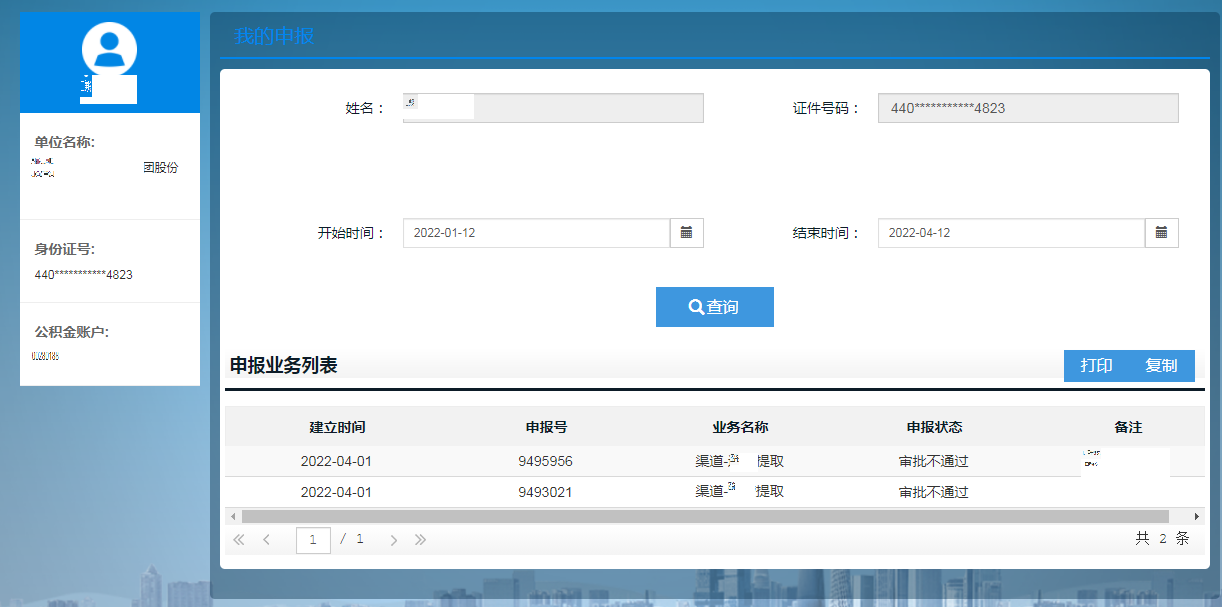 我的申报
单位名称:
团股份
身份证号:
440***********4823
公积金账户:
姓名：
证件号码： 440***********4823
开始时间： 2022-01-12
结束时间： 2022-04-12
查询
申报业务列表
打印 复制
建立时间 申报号 业务名称 申报状态 备注
2022-04-01 9495956 渠道- 提取 审批不通过
2022-04-01 9493021 渠道- 提取 审批不通过
1 / 1
共 2 条